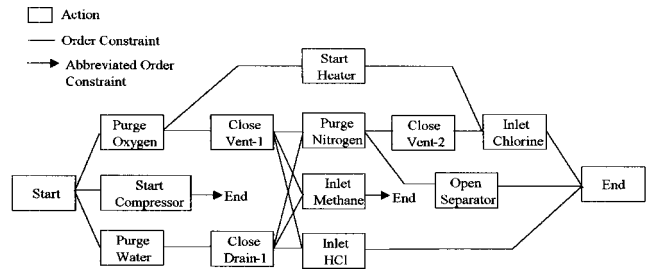 Action
Order Constraint
Abbreviated Order
Constraint
Start
Heater
Purge
Oxygen
Close
Vent-1
Purge
Nitrogen
Close
Vent-2
Inlet
Chlorine
Start
Start
Compressor
End
Inlet
Methane
End
Open
Separator
End
Purge
Water
Close
Drain-1
Inlet
HCl